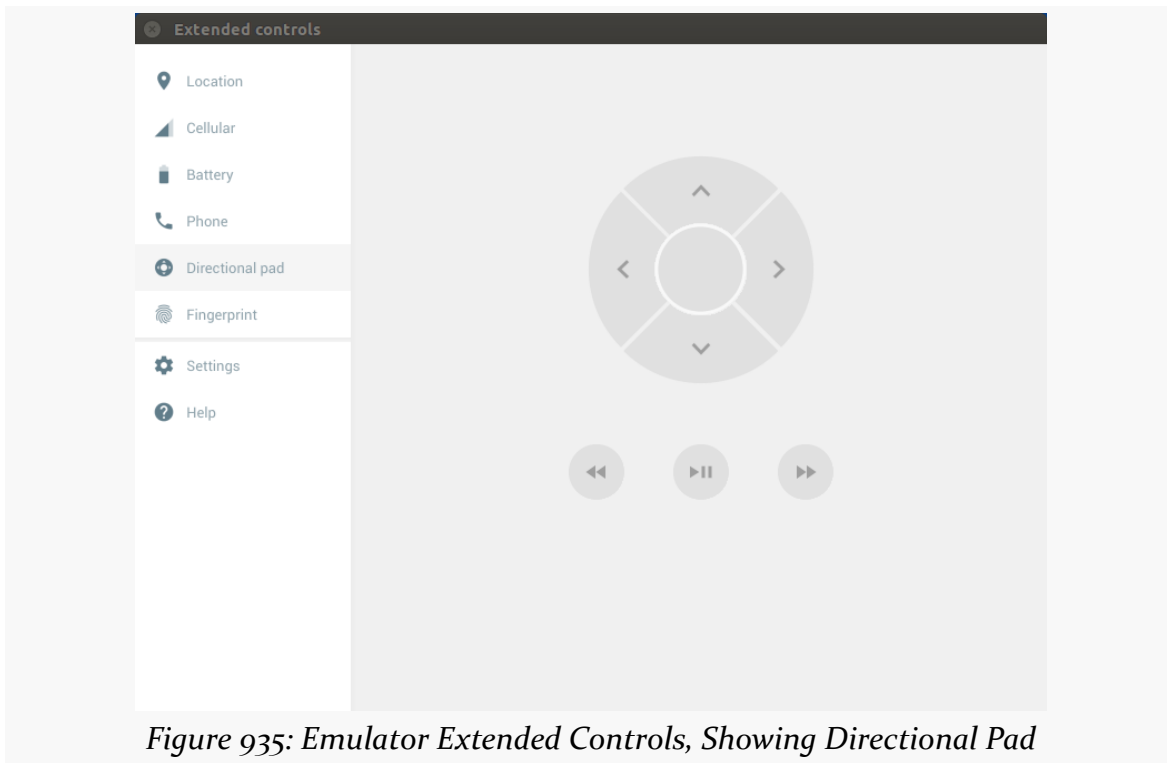 Extended controls
Location
Cellular
Battery
Phone
Directional pad
Fingerprint
Settings
Help
Figure 935: Emulator Extended Controls, Showing Directional Pad